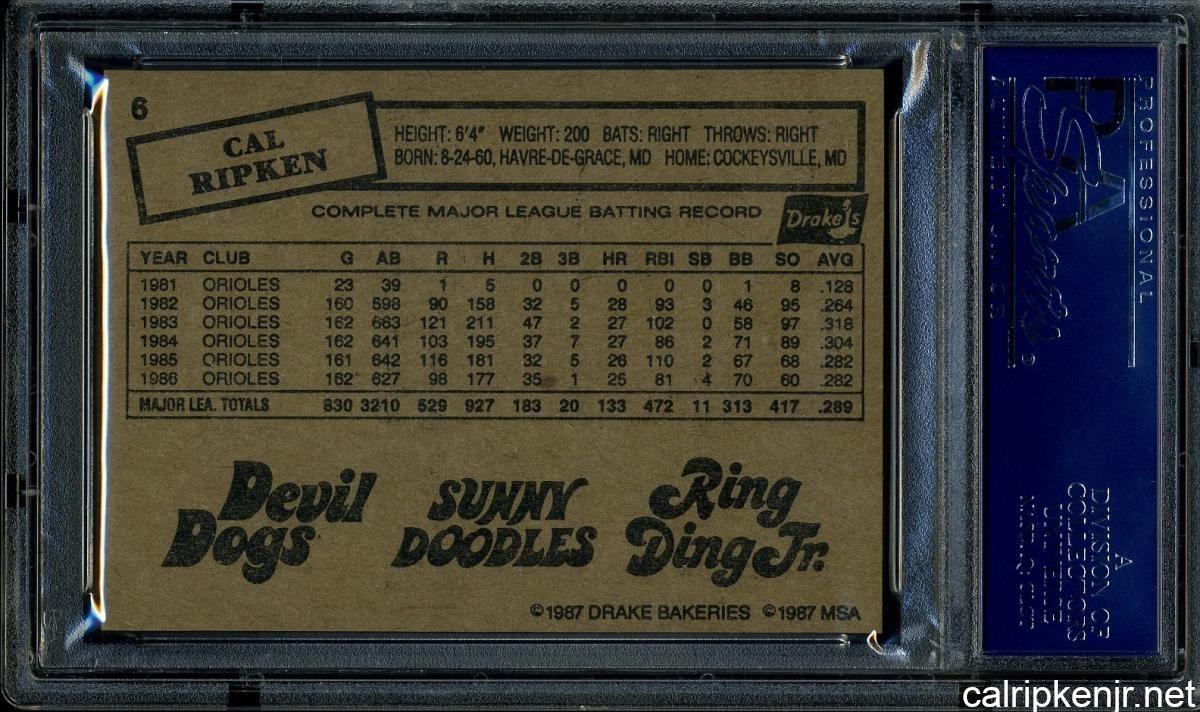 6
CAL
RIPKEN
HEIGHT: 6'4" WEIGHT: 200 BATS: RIGHT THROWS: RIGHT
BORN: 8-24-60, HAVRE-DE-GRACE, MD HOME: COCKEYSVILLE, MD
COMPLETE MAJOR LEAGUE BATTING RECORD
Drake's
YEAR CLUB G AB R H 2B 3B HR RBI SB BB SO AVG
1981 ORIOLES 23 39 1 5 0 0 0 0 0 1 8 .128
1982 ORIOLES 160 598 90 158 32 5 28 93 3 46 95 .264
1983 ORIOLES 162 663 121 211 47 2 27 102 0 58 97 .318
1984 ORIOLES 162 641 103 195 37 7 27 86 2 71 89 .304
1985 ORIOLES 161 642 116 181 32 5 26 110 2 67 68 .282
1986 ORIOLES 162 627 98 177 35 1 25 81 4 70 60 .282
MAJOR LEA. TOTALS 830 3210 529 927 183 20 133 472 11 313 417 .289
Devil
Dogs
SUNNY
DOODLES
Ring
Ding Jr.
©1987 DRAKE BAKERIES ©1987 MSA
PROFESSIONAL
PSA
Sports
A
DIVISION OF
COLLECTORS
UNIVERSE
calripkenjr.net